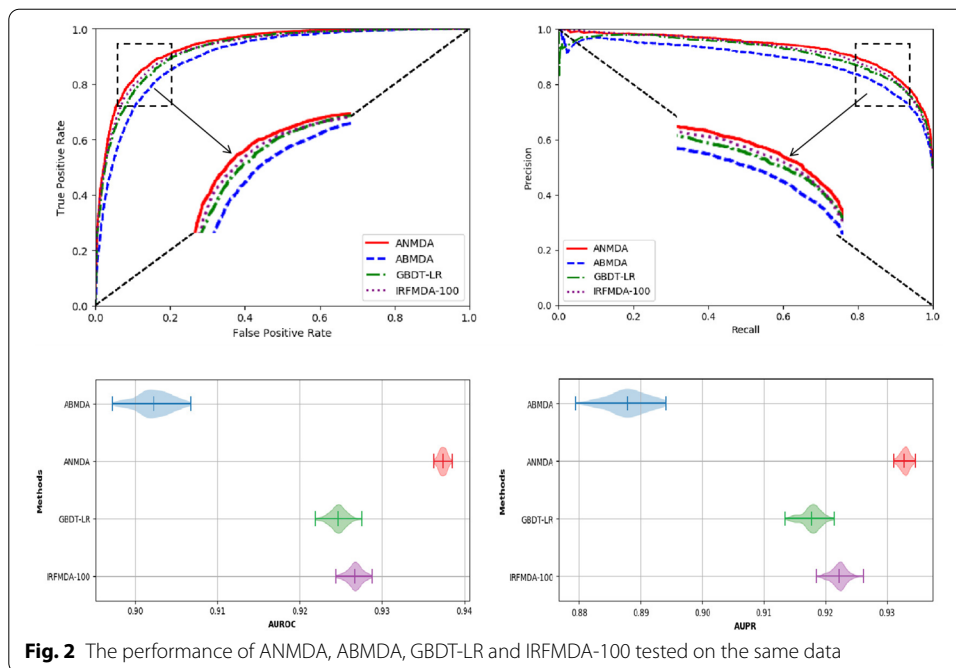 1.0
0.8
0.6
0.4
0.2
0.0
True Positive Rate
ANMDA
ABMDA
GBDT-LR
IRFMDA-100
0.0 0.2 0.4 0.6 0.8 1.0
False Positive Rate
1.0
0.8
0.6
0.4
0.2
0.0
Precision
ANMDA
ABMDA
GBDT-LR
IRFMDA-100
0.0 0.2 0.4 0.6 0.8 1.0
Recall
Methods
ABMDA
ANMDA
GBDT-LR
IRFMDA-100
0.90 0.91 0.92 0.93 0.94
AUROC
Methods
ABMDA
ANMDA
GBDT-LR
IRFMDA-100
0.88 0.89 0.90 0.91 0.92 0.93
AUPR
Fig. 2 The performance of ANMDA, ABMDA, GBDT-LR and IRFMDA-100 tested on the same data